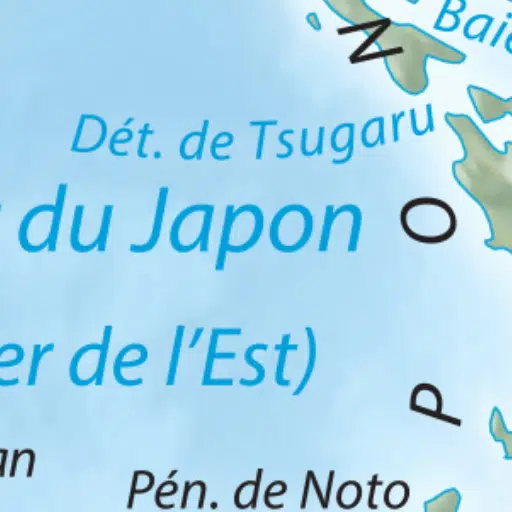 Baie
N
Dét. de Tsugaru
du Japon
O
er de l'Est)
P
an
Pén. de Noto